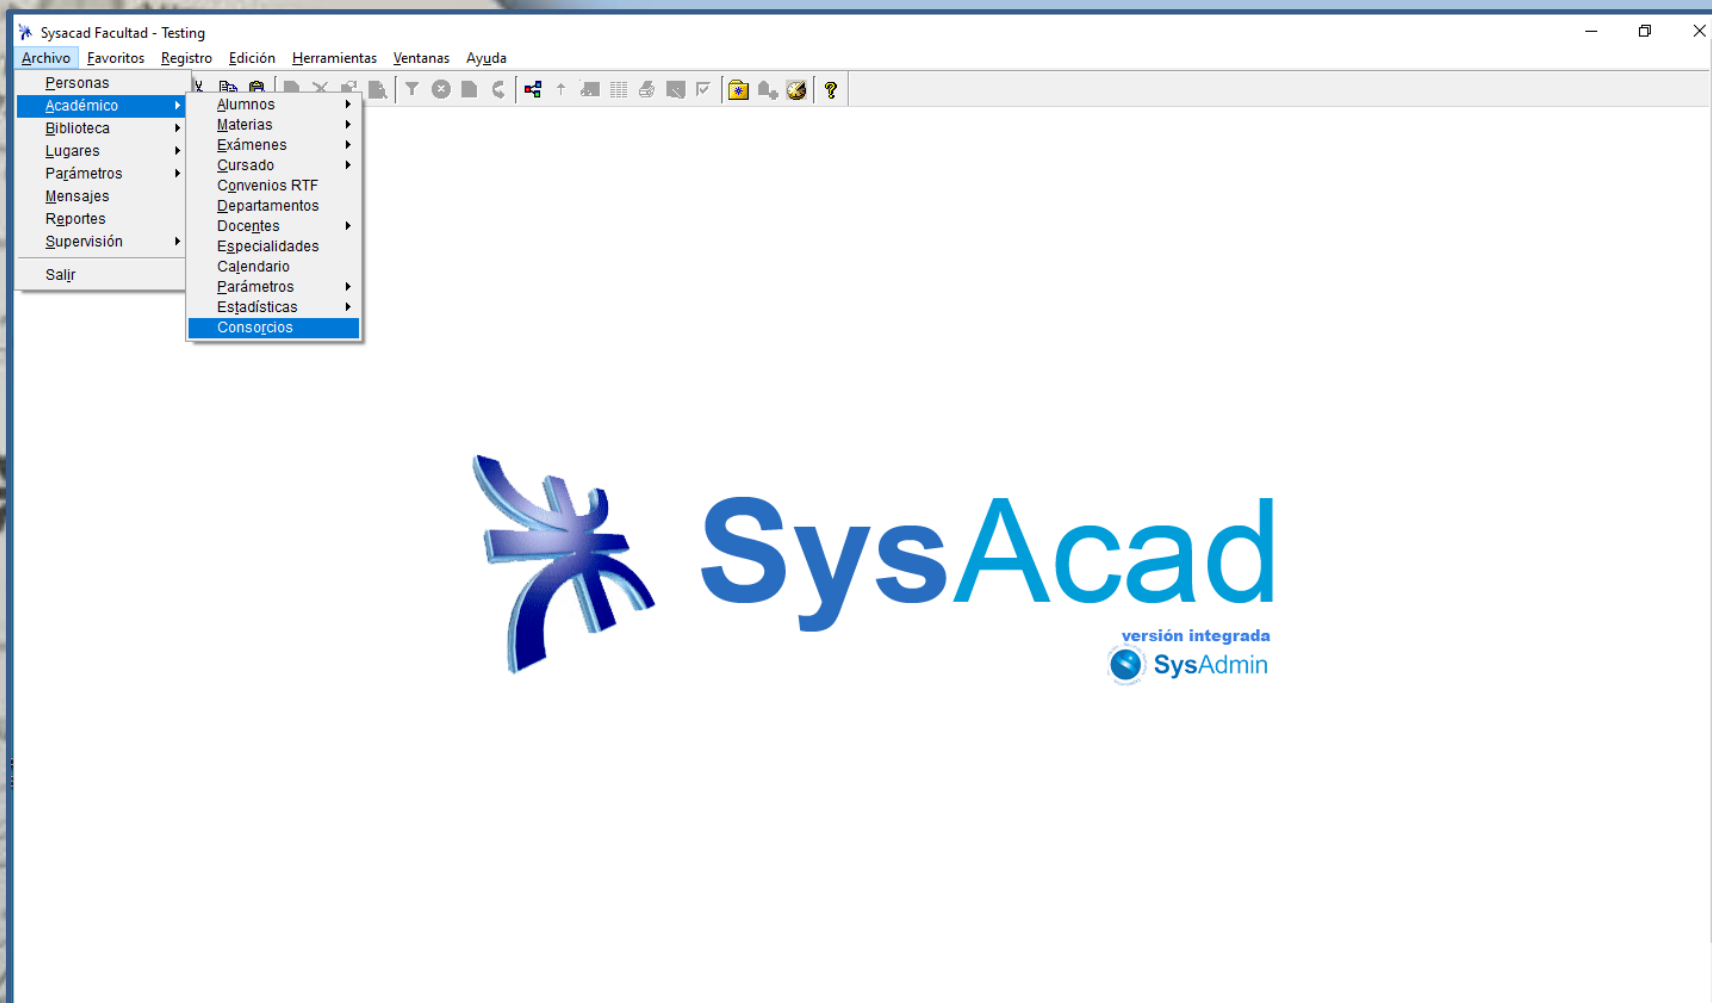 Sysacad Facultad - Testing
Archivo Favoritos Registro Edición Herramientas Ventanas Ayuda
Personas
Académico
Biblioteca
Lugares
Parámetros
Mensajes
Reportes
Supervisión
Salir
Alumnos
Materias
Exámenes
Cursado
Convenios RTF
Departamentos
Docentes
Especialidades
Calendario
Parámetros
Estadísticas
Consorcios
SysAcad
versión integrada
SysAdmin